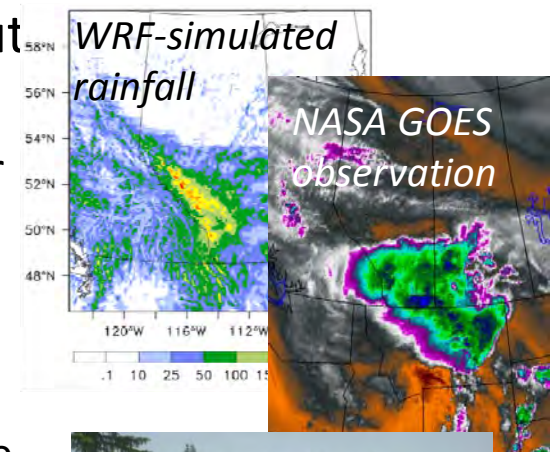 WRF-simulated
rainfall
NASA GOES
observation
58°N
56°N
54°N
52°N
50°N
48°N
120°W 116°W 112°W
.1 10 25 50 100